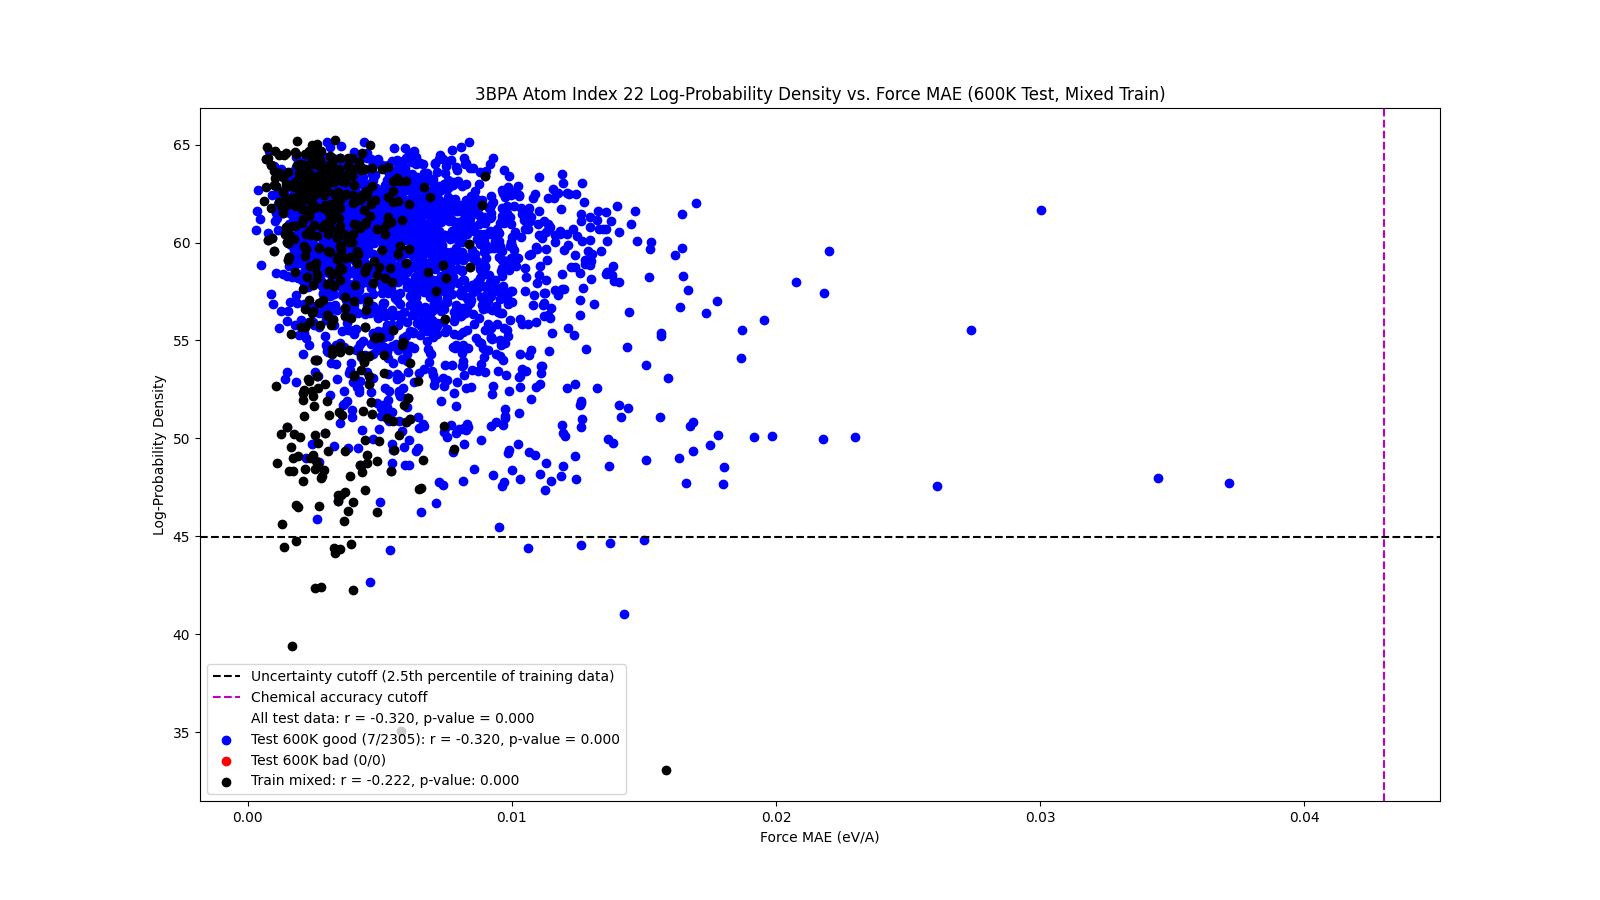 3BPA Atom Index 22 Log-Probability Density vs. Force MAE (600K Test, Mixed Train)
Log-Probability Density
65
60
55
50
45
40
35
Uncertainty cutoff (2.5th percentile of training data)
Chemical accuracy cutoff
All test data: r = -0.320, p-value = 0.000
Test 600K good (7/2305): r = -0.320, p-value = 0.000
Test 600K bad (0/0)
Train mixed: r = -0.222, p-value: 0.000
0.00 0.01 0.02 0.03 0.04
Force MAE (eV/A)